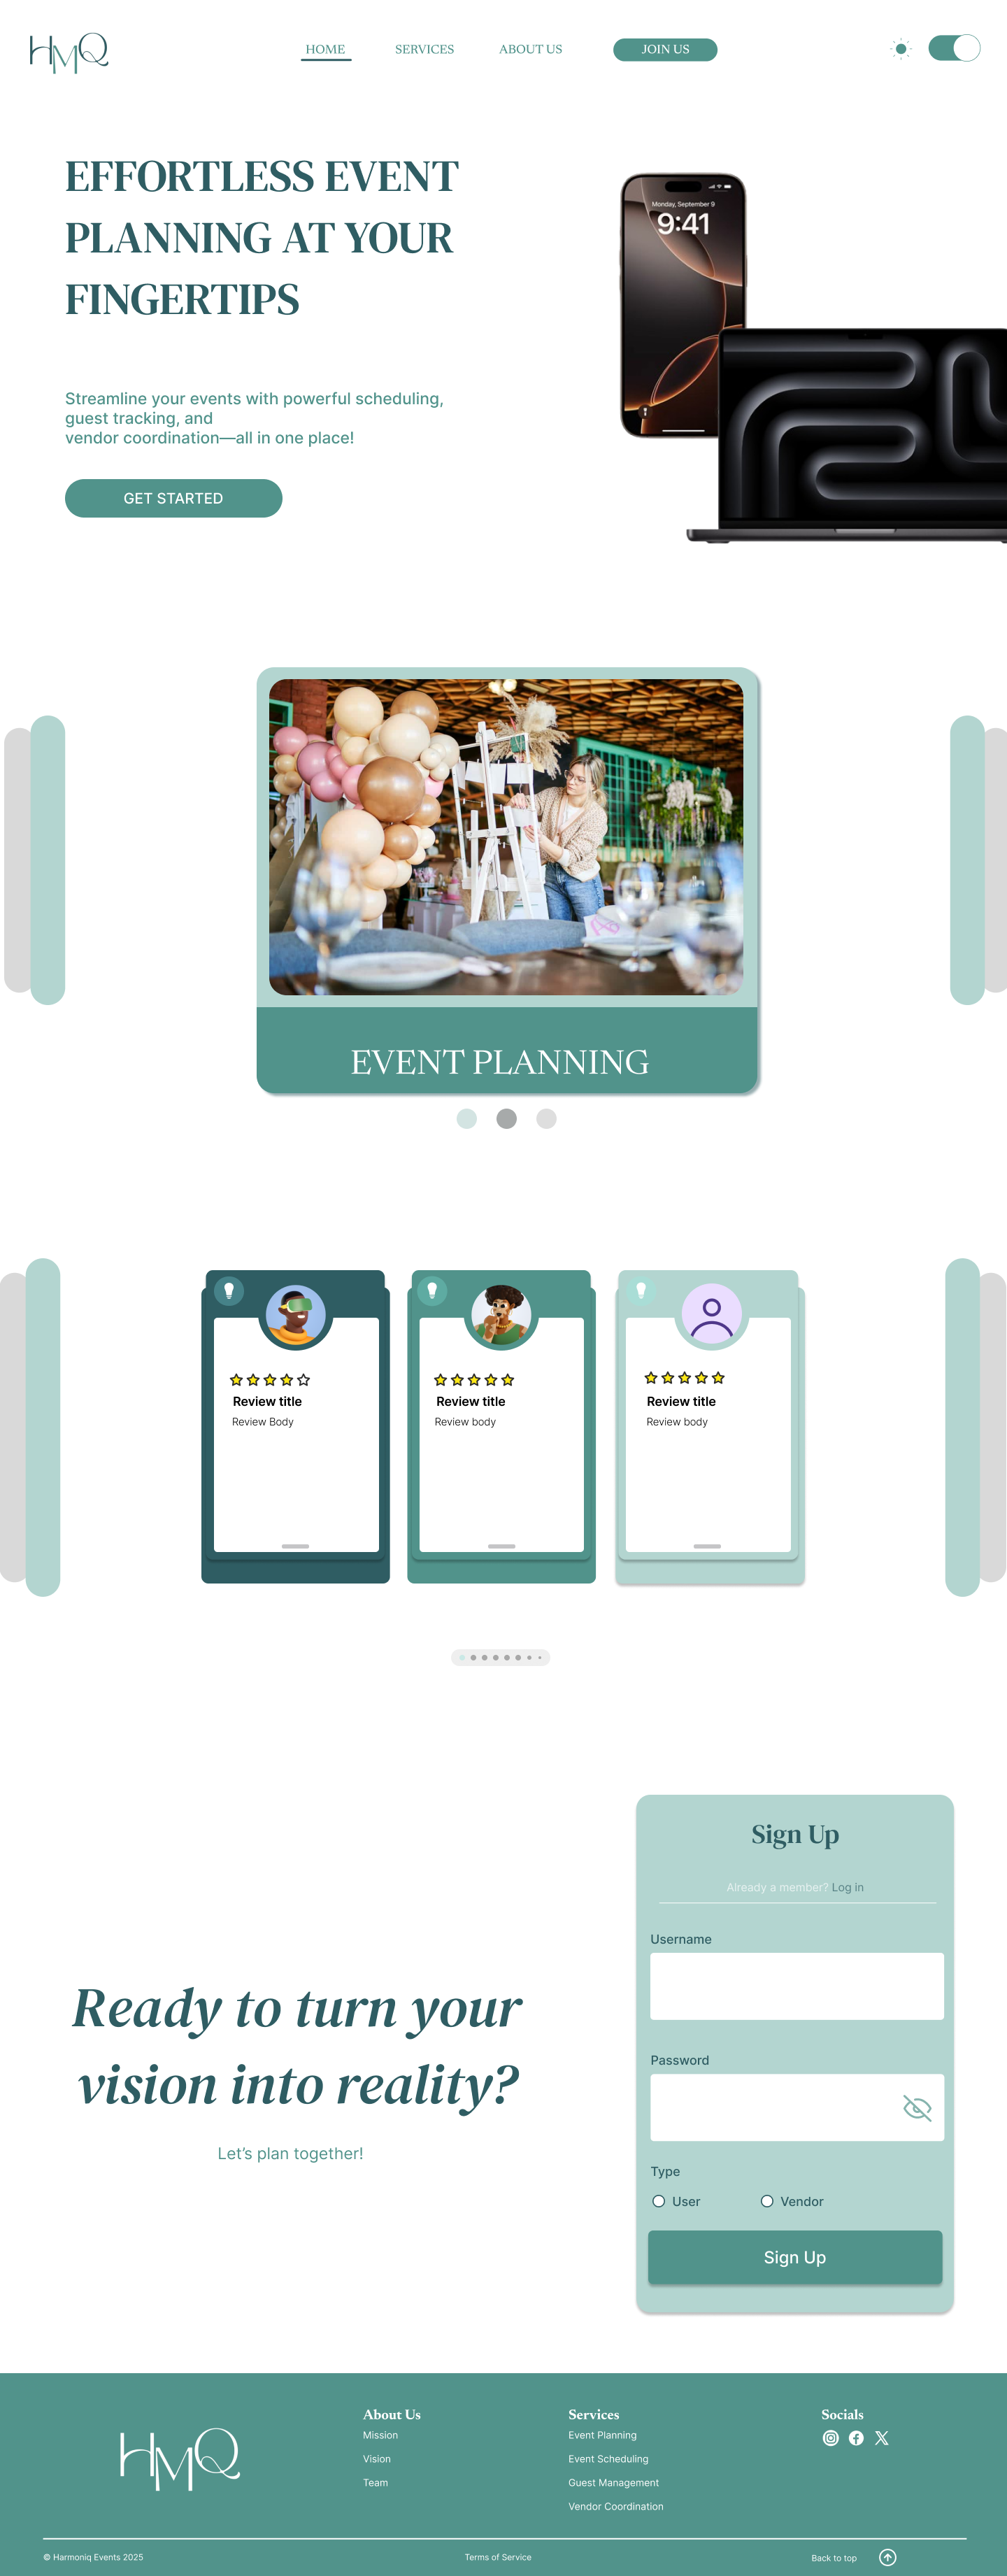 HMQ
HOME
SERVICES
ABOUT US
JOIN US
EFFORTLESS EVENT
PLANNING AT YOUR
FINGERTIPS
Monday, September 9
9:41
Streamline your events with powerful scheduling,
guest tracking, and
vendor coordination—all in one place!
GET STARTED
EVENT PLANNING
Review title
Review Body
Review title
Review body
Review title
Review body
Sign Up
Already a member? Log in
Username
Password
Type
User
Vendor
Sign Up
Ready to turn your
vision into reality?
Let’s plan together!
HMQ
About Us
Mission
Vision
Team
Services
Event Planning
Event Scheduling
Guest Management
Vendor Coordination
Socials
© Harmoniq Events 2025
Terms of Service
Back to top